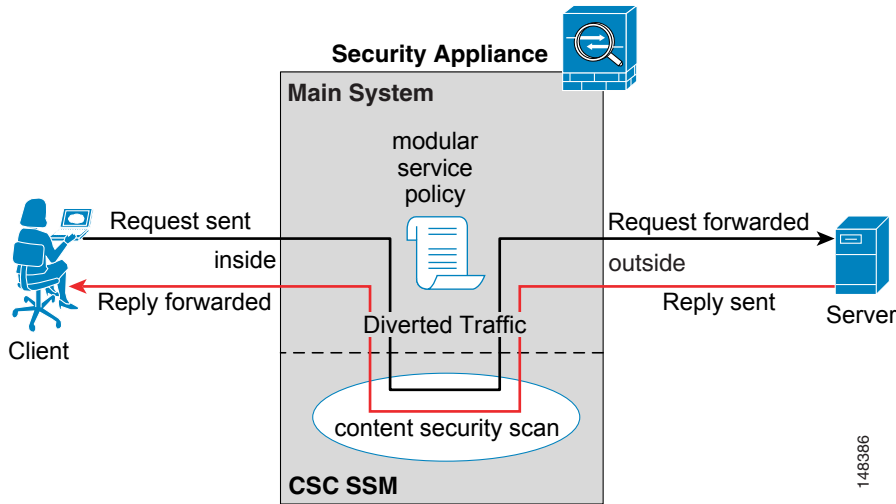 Security Appliance
Main System
modular
service
policy
Request sent
Request forwarded
inside
outside
Reply forwarded
Reply sent
Diverted Traffic
Client
Server
content security scan
CSC SSM
148386